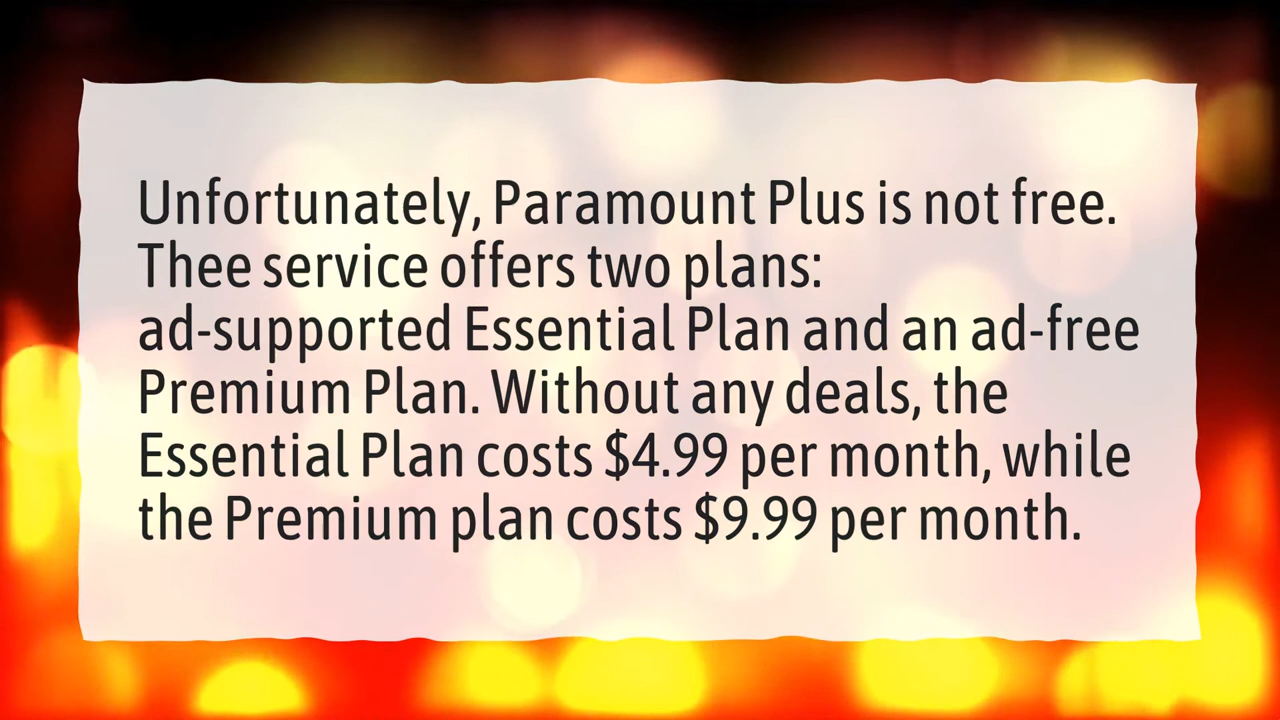 Unfortunately, Paramount Plus is not free.
Thee service offers two plans:
ad-supported Essential Plan and an ad-free
Premium Plan. Without any deals, the
Essential Plan costs $4.99 per month, while
the Premium plan costs $9.99 per month.